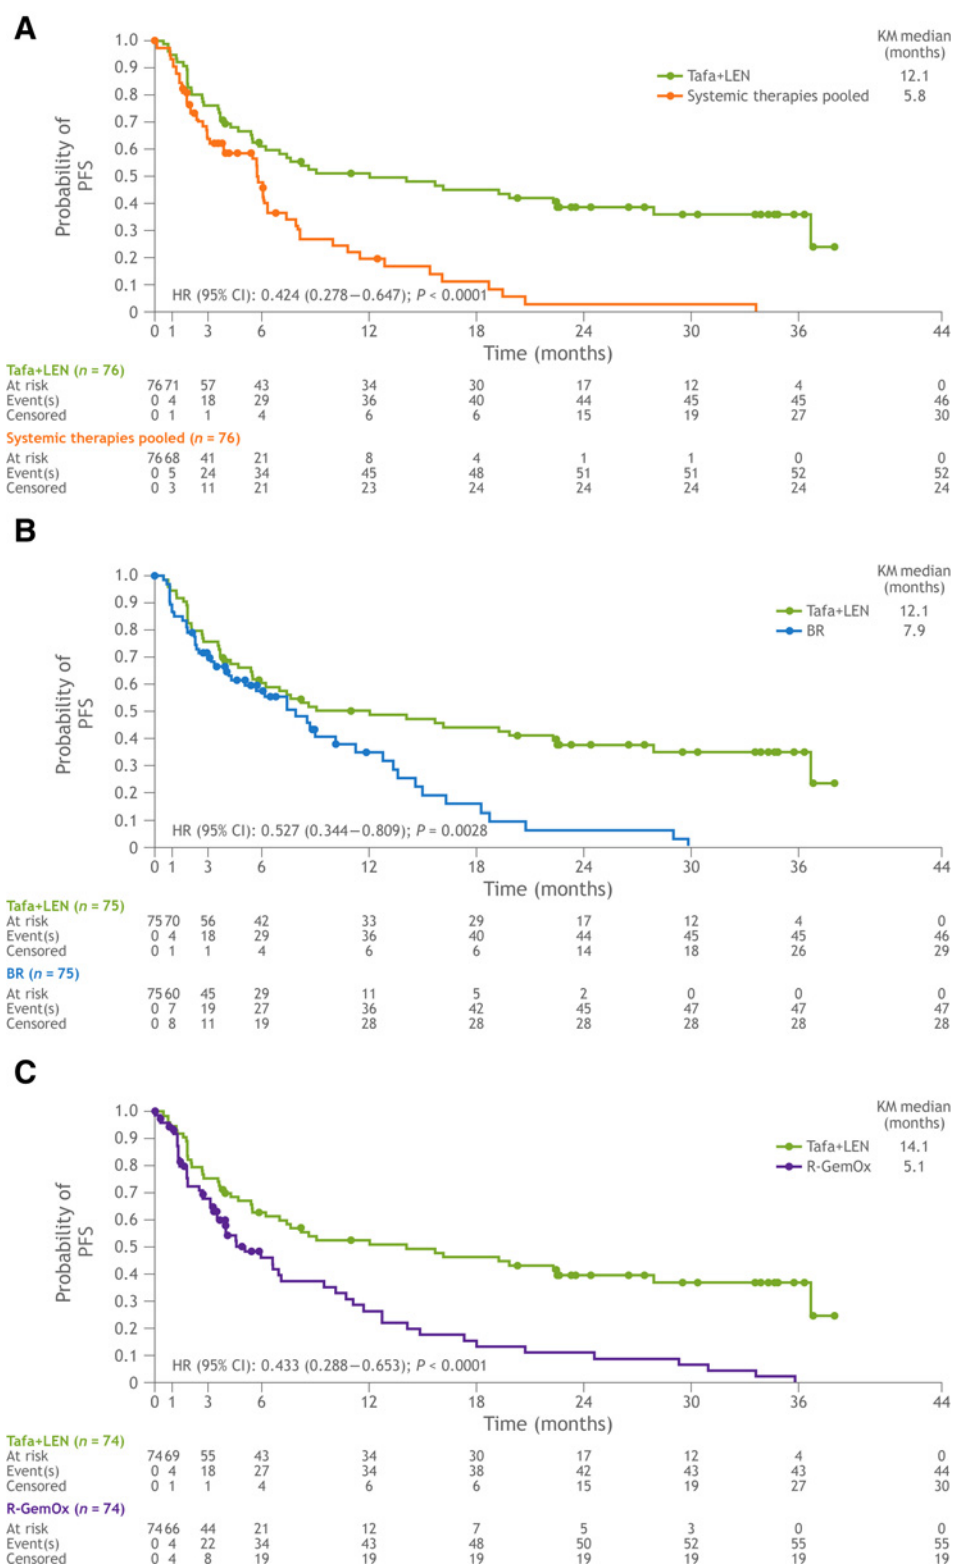 A
KM median
(months)
Tafa+LEN 12.1
Systemic therapies pooled 5.8
1.0
0.9
0.8
0.7
0.6
0.5
0.4
0.3
0.2
0.1
0
Probability of
PFS
HR (95% CI): 0.424 (0.278−0.647); P < 0.0001
0 1 3 6 12 18 24 30 36 44
Time (months)
Tafa+LEN (n = 76)
At risk 76 71 57 43 34 30 17 12 4 0
Event(s) 0 4 18 29 36 40 44 45 45 46
Censored 0 1 1 4 6 6 15 19 27 30
Systemic therapies pooled (n = 76)
At risk 76 68 41 21 8 4 1 1 0 0
Event(s) 0 5 24 34 45 48 51 51 52 52
Censored 0 3 11 21 23 24 24 24 24 24
B
KM median
(months)
Tafa+LEN 12.1
BR 7.9
1.0
0.9
0.8
0.7
0.6
0.5
0.4
0.3
0.2
0.1
0
Probability of
PFS
HR (95% CI): 0.527 (0.344−0.809); P = 0.0028
0 1 3 6 12 18 24 30 36 44
Time (months)
Tafa+LEN (n = 75)
At risk 75 70 56 42 33 29 17 12 4 0
Event(s) 0 4 18 29 36 40 44 45 45 46
Censored 0 1 1 4 6 6 14 18 26 29
BR (n = 75)
At risk 75 60 45 29 11 5 2 0 0 0
Event(s) 0 7 19 27 36 42 45 47 47 47
Censored 0 8 11 19 28 28 28 28 28 28
C
KM median
(months)
Tafa+LEN 14.1
R-GemOx 5.1
1.0
0.9
0.8
0.7
0.6
0.5
0.4
0.3
0.2
0.1
0
Probability of
PFS
HR (95% CI): 0.433 (0.288−0.653); P < 0.0001
0 1 3 6 12 18 24 30 36 44
Time (months)
Tafa+LEN (n = 74)
At risk 74 69 55 43 34 30 17 12 4 0
Event(s) 0 4 18 27 34 38 42 43 43 44
Censored 0 1 1 4 6 6 15 19 27 30
R-GemOx (n = 74)
At risk 74 66 44 21 12 7 5 3 0 0
Event(s) 0 4 22 34 43 48 50 52 55 55
Censored 0 4 8 19 19 19 19 19 19 19